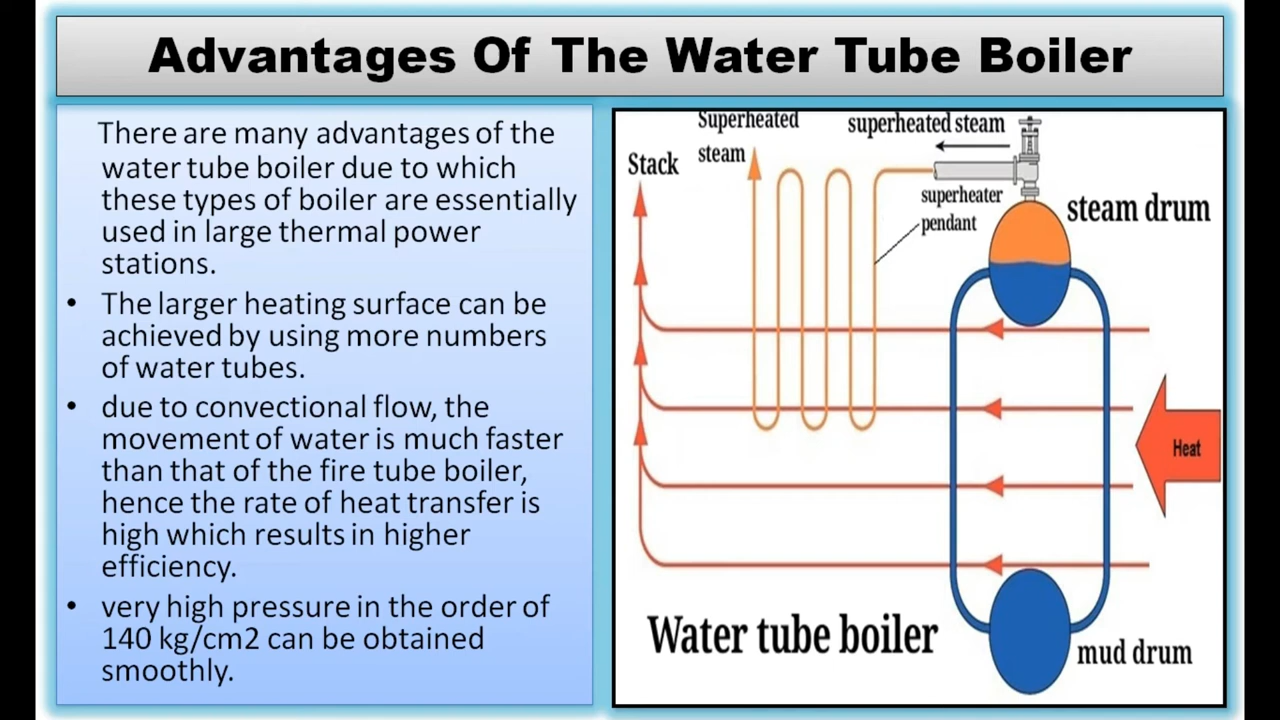 Advantages Of The Water Tube Boiler
There are many advantages of the
water tube boiler due to which
these types of boiler are essentially
used in large thermal power
stations.
• The larger heating surface can be
achieved by using more numbers
of water tubes.
• due to convectional flow, the
movement of water is much faster
than that of the fire tube boiler,
hence the rate of heat transfer is
high which results in higher
efficiency.
• very high pressure in the order of
140 kg/cm2 can be obtained
smoothly.
Superheated
steam
superheated steam
Stack
superheater
pendant
steam drum
Heat
Water tube boiler
mud drum